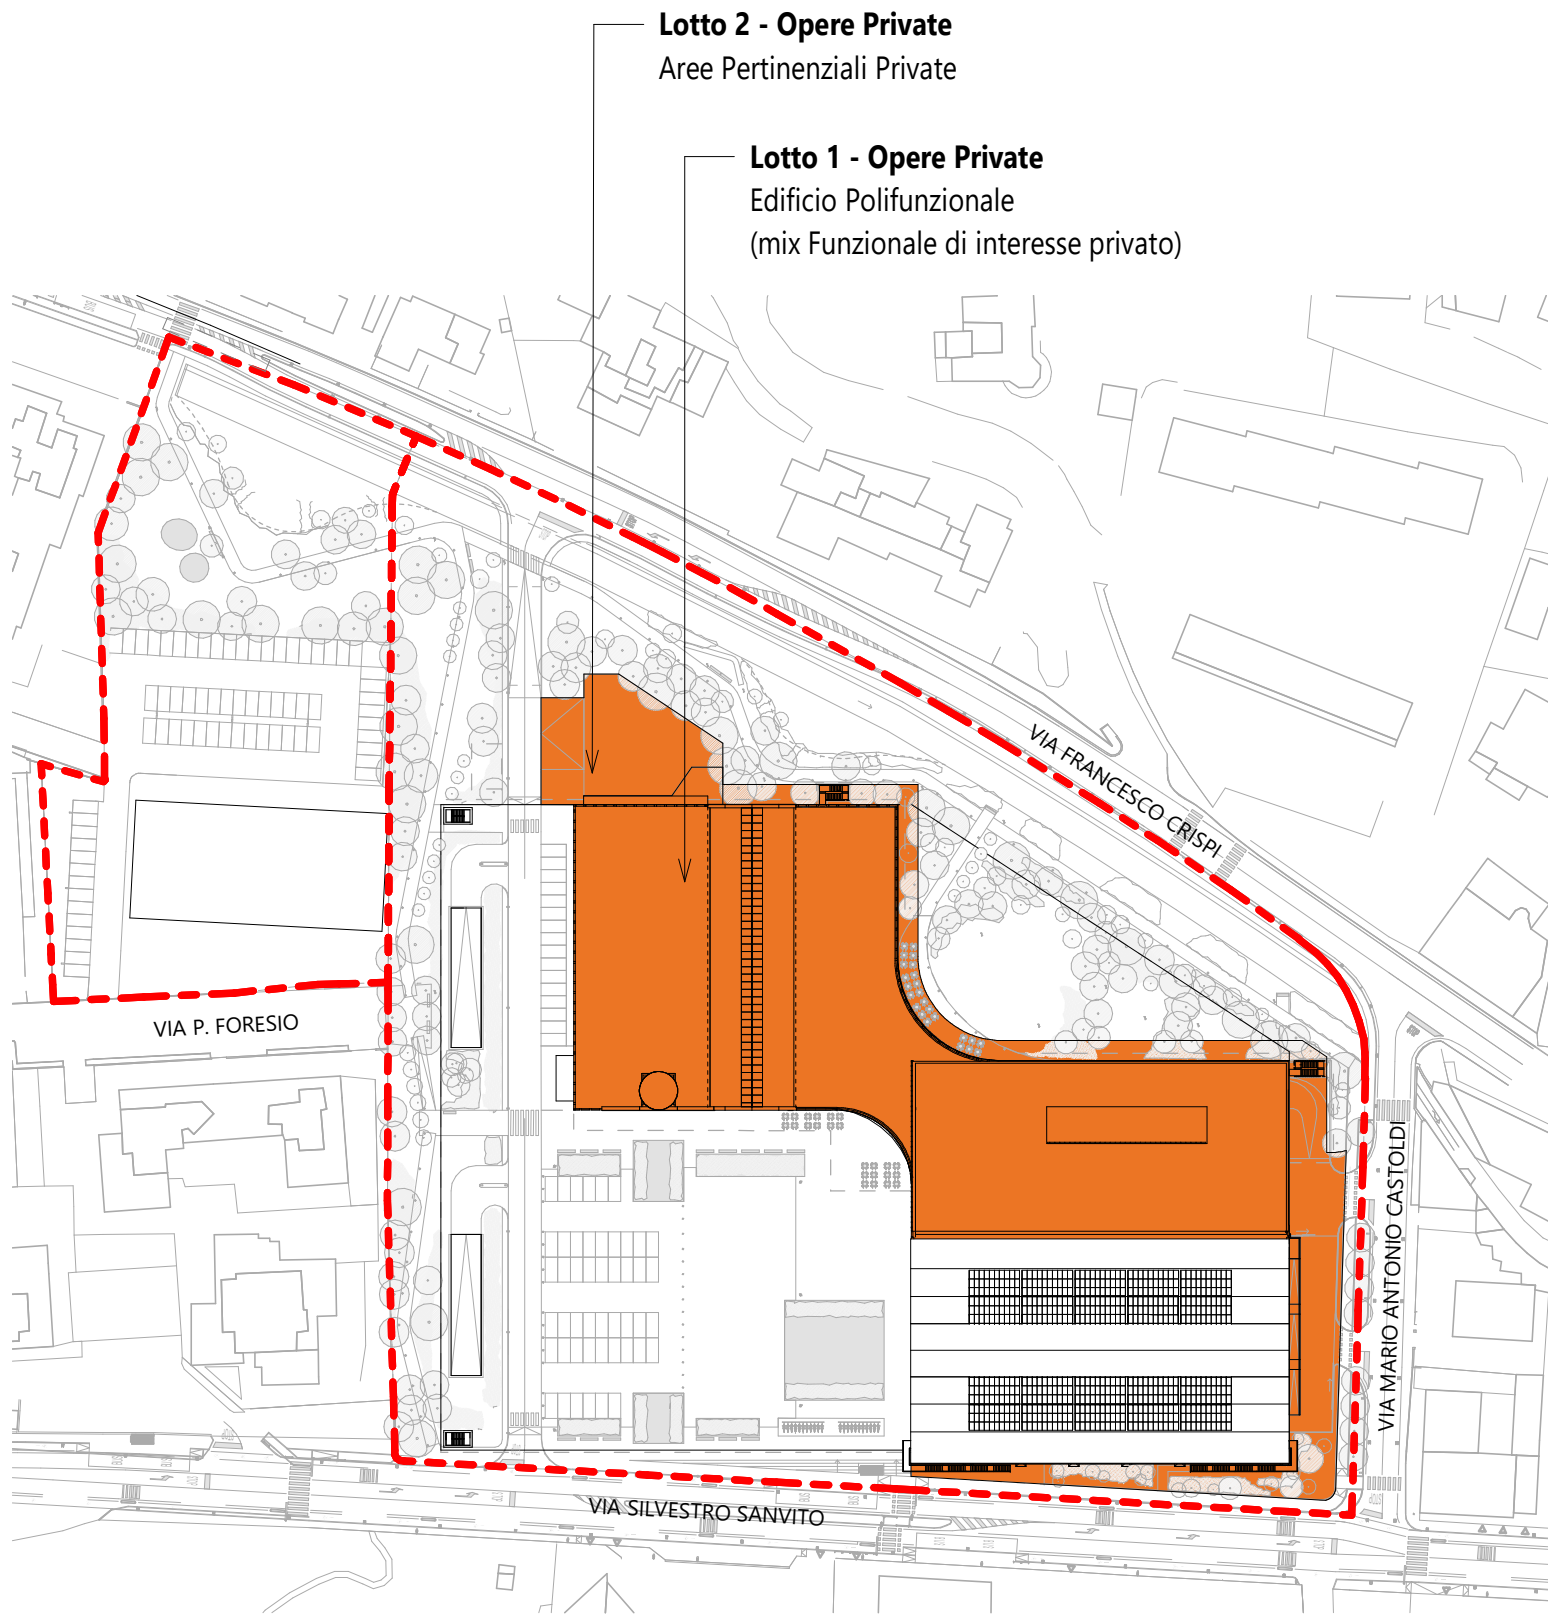 Lotto 2 - Opere Private
Aree Pertinenziali Private
Lotto 1 - Opere Private
Edificio Polifunzionale
(mix Funzionale di interesse privato)
VIA FRANCESCO CRISPI
VIA P. FORESIO
VIA MARIO ANTONIO CASTOLDI
VIA SILVESTRO SANVITO